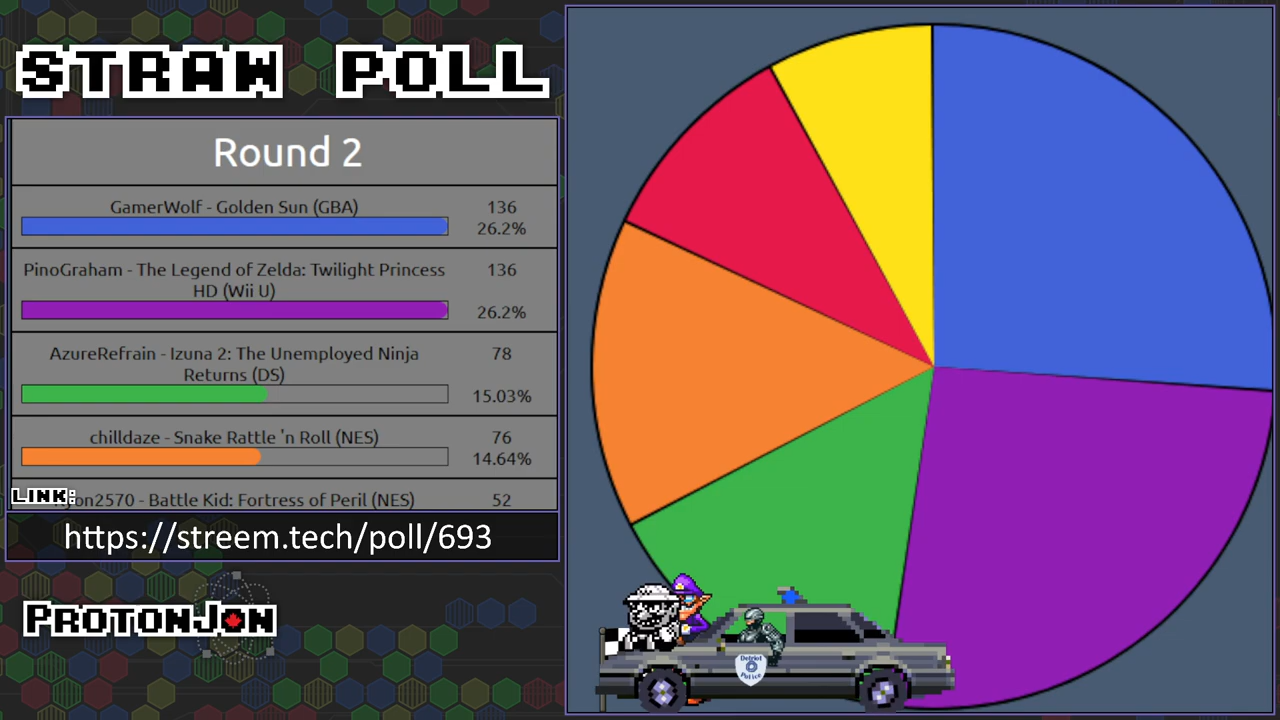 STRAW POLL
Round 2
GamerWolf - Golden Sun (GBA)
136
26.2%
PinoGraham - The Legend of Zelda: Twilight Princess
HD (Wii U)
136
26.2%
AzureRefrain - Izuna 2: The Unemployed Ninja
Returns (DS)
78
15.03%
chilldaze - Snake Rattle 'n Roll (NES)
76
14.64%
LINK:
- Battle Kid: Fortress of Peril (NES)
52
https://streem.tech/poll/693
PROTONJON
Detriot
Police